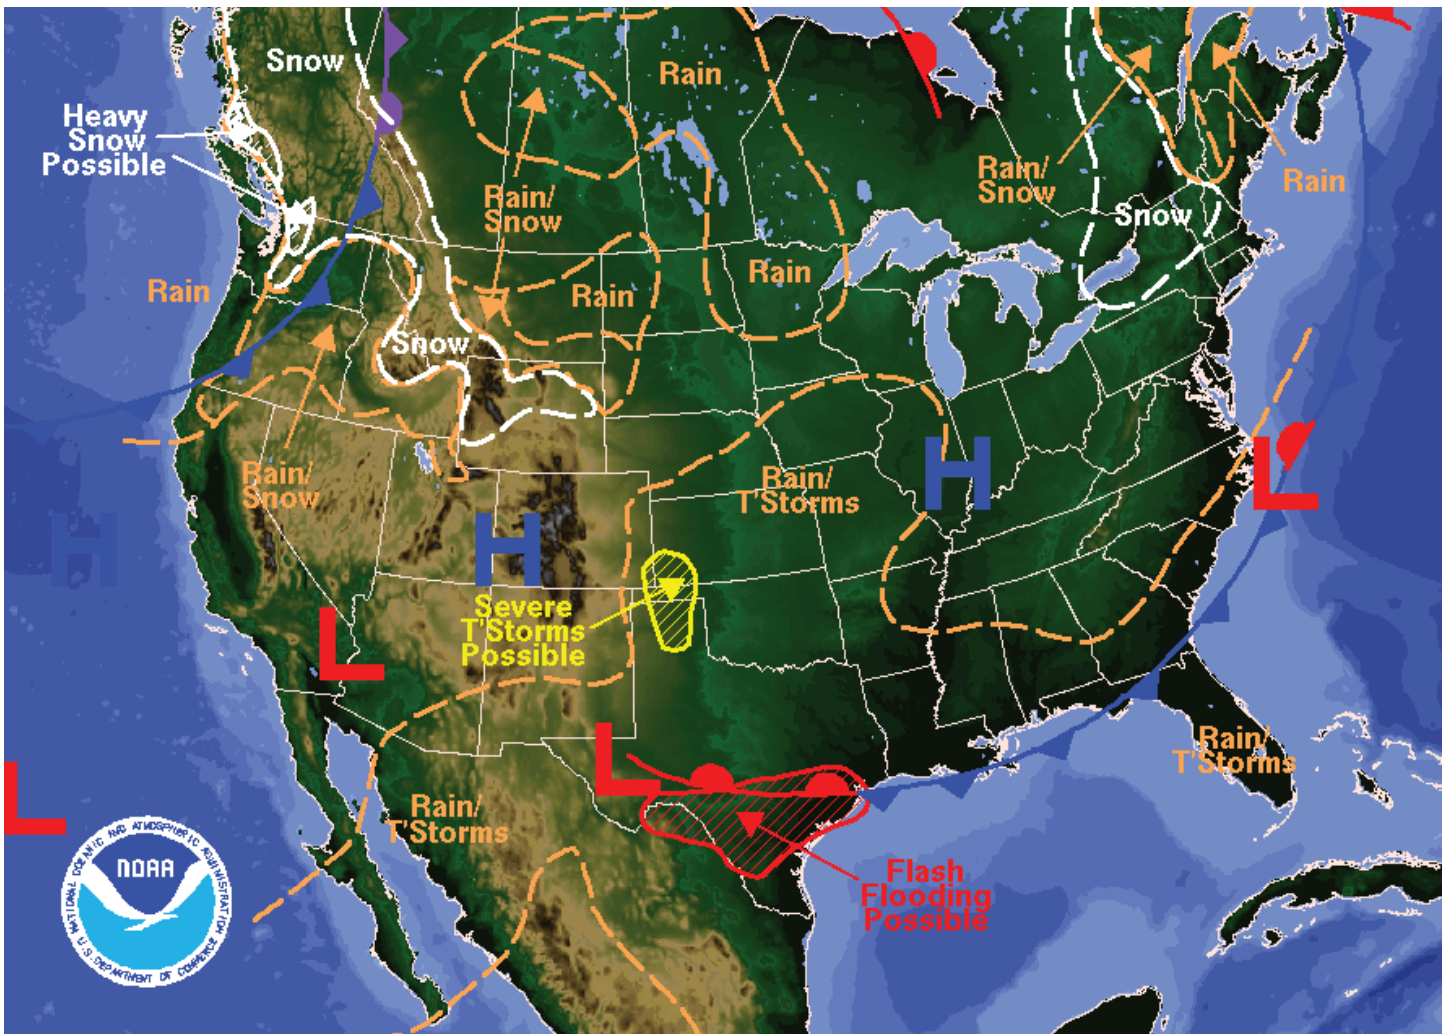 Snow
Rain
Heavy
Snow
Possible
Rain/
Snow
Rain/
Snow
Rain
Snow
Rain
Rain
Rain
Snow
Rain/
Snow
Rain/
T'Storms
H
H
H
L
Severe
T'Storms
Possible
L
L
Rain/
T'Storms
L
Rain/
T'Storms
Flash
Flooding
Possible
NATIONAL OCEANIC AND ATMOSPHERIC ADMINISTRATION
NOAA
U.S. DEPARTMENT OF COMMERCE